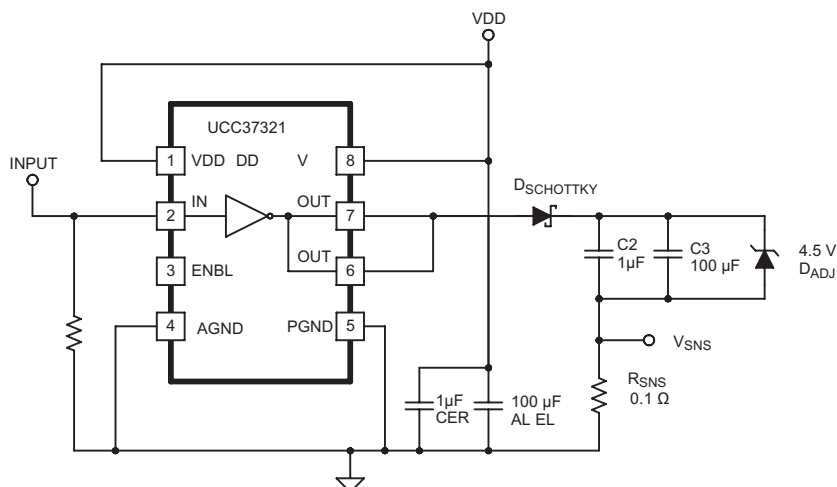 VDD
UCC37321
INPUT
1 VDD DD V 8
DSCHOTTKY
2 IN OUT 7
C2
1µF
C3
100 µF
4.5 V
DADJ
3 ENBL OUT 6
4 AGND PGND 5
VSNS
1µF
CER
100 µF
AL EL
RSNS
0.1 Ω